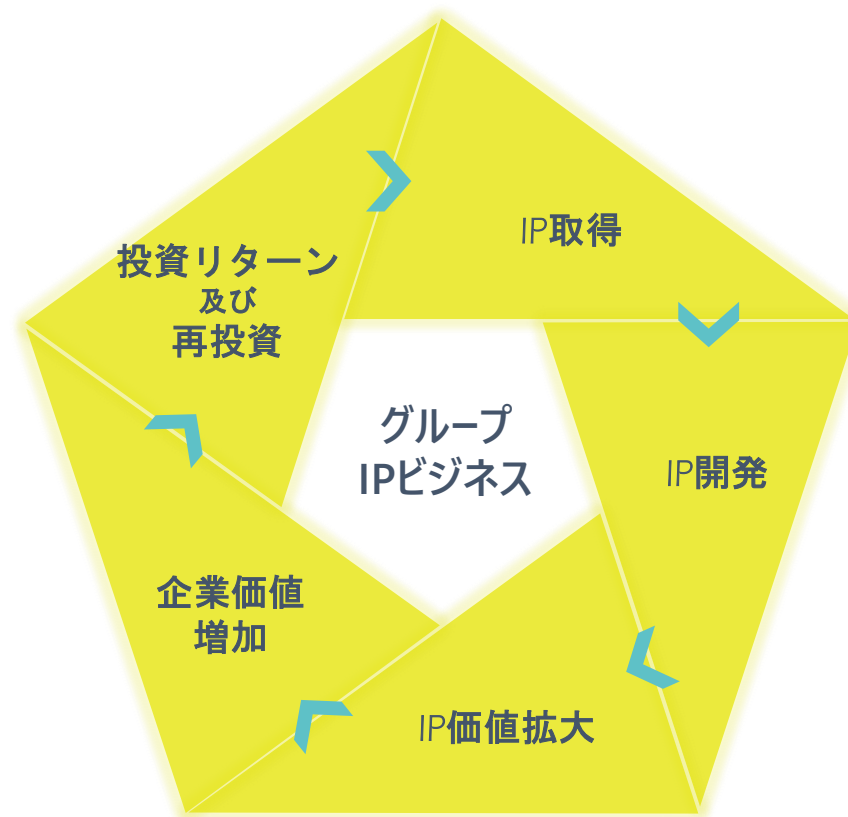 IP取得
IP開発
IP価値拡大
企業価値
増加
投資リターン
及び
再投資
グループ
IPビジネス